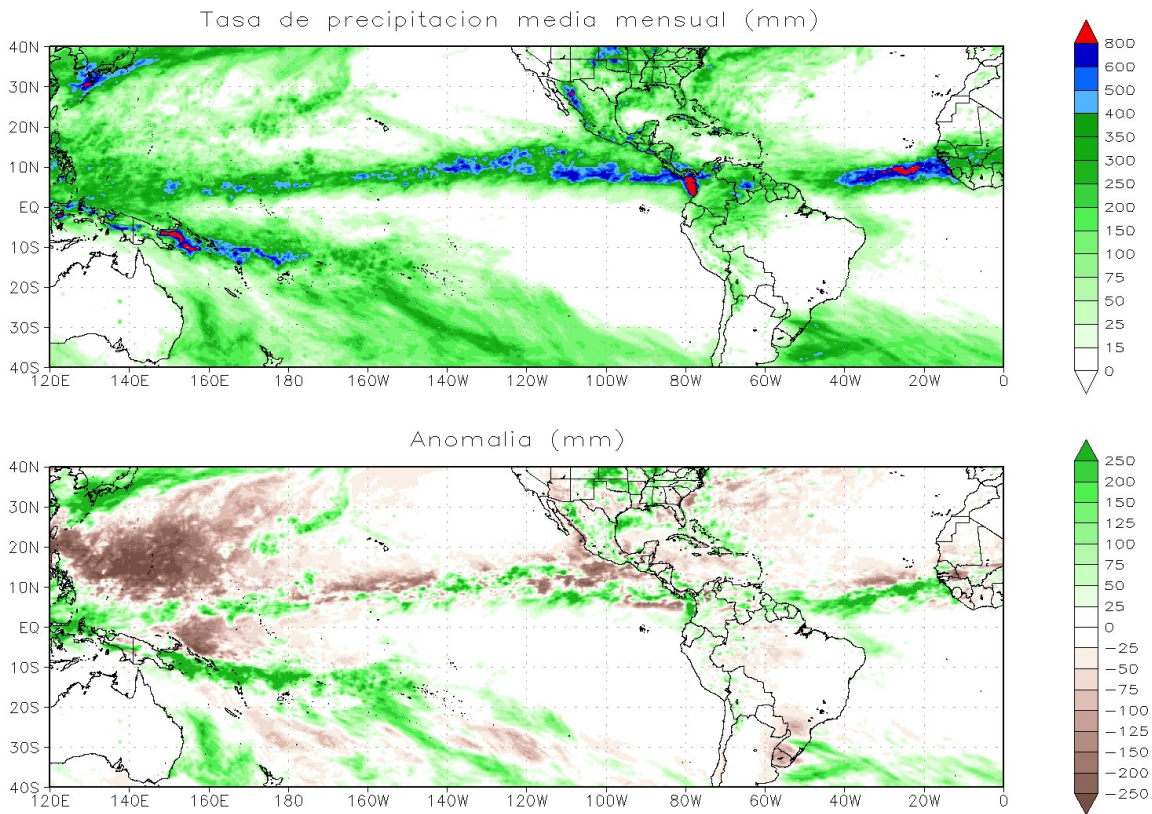 Tasa de precipitacion media mensual (mm)
40N
30N
20N
10N
EQ
10S
20S
30S
40S
120E 140E 160E 180 160W 140W 120W 100W 80W 60W 40W 20W 0
800
600
500
400
350
300
250
200
150
100
75
50
25
15
0
Anomalia (mm)
40N
30N
20N
10N
EQ
10S
20S
30S
40S
120E 140E 160E 180 160W 140W 120W 100W 80W 60W 40W 20W 0
250
200
150
125
100
75
50
25
0
−25
−50
−75
−100
−125
−150
−200
−250